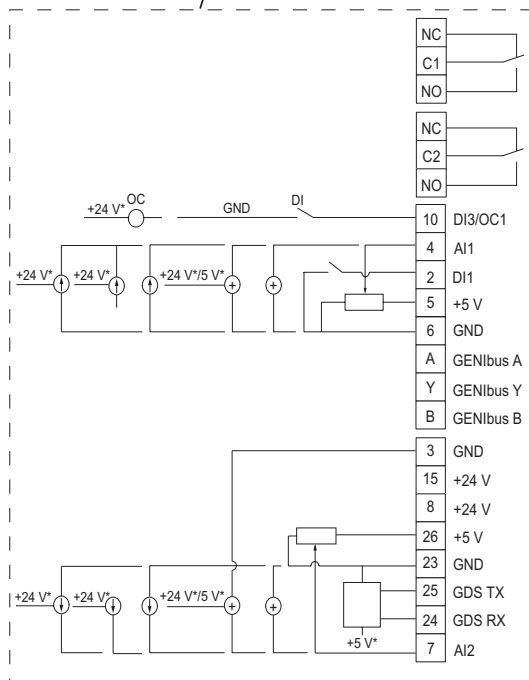 NC
C1
NO
NC
C2
NO
OC
+24 V*
GND
DI
10 DI3/OC1
4 AI1
2 DI1
+24 V*
+24 V*
+24 V*/5 V*
+
+
5 +5 V
6 GND
A GENIbus A
Y GENIbus Y
B GENIbus B
3 GND
15 +24 V
8 +24 V
26 +5 V
23 GND
25 GDS TX
+24 V*
+24 V*
+24 V*/5 V*
+
+
24 GDS RX
+5 V*
7 AI2